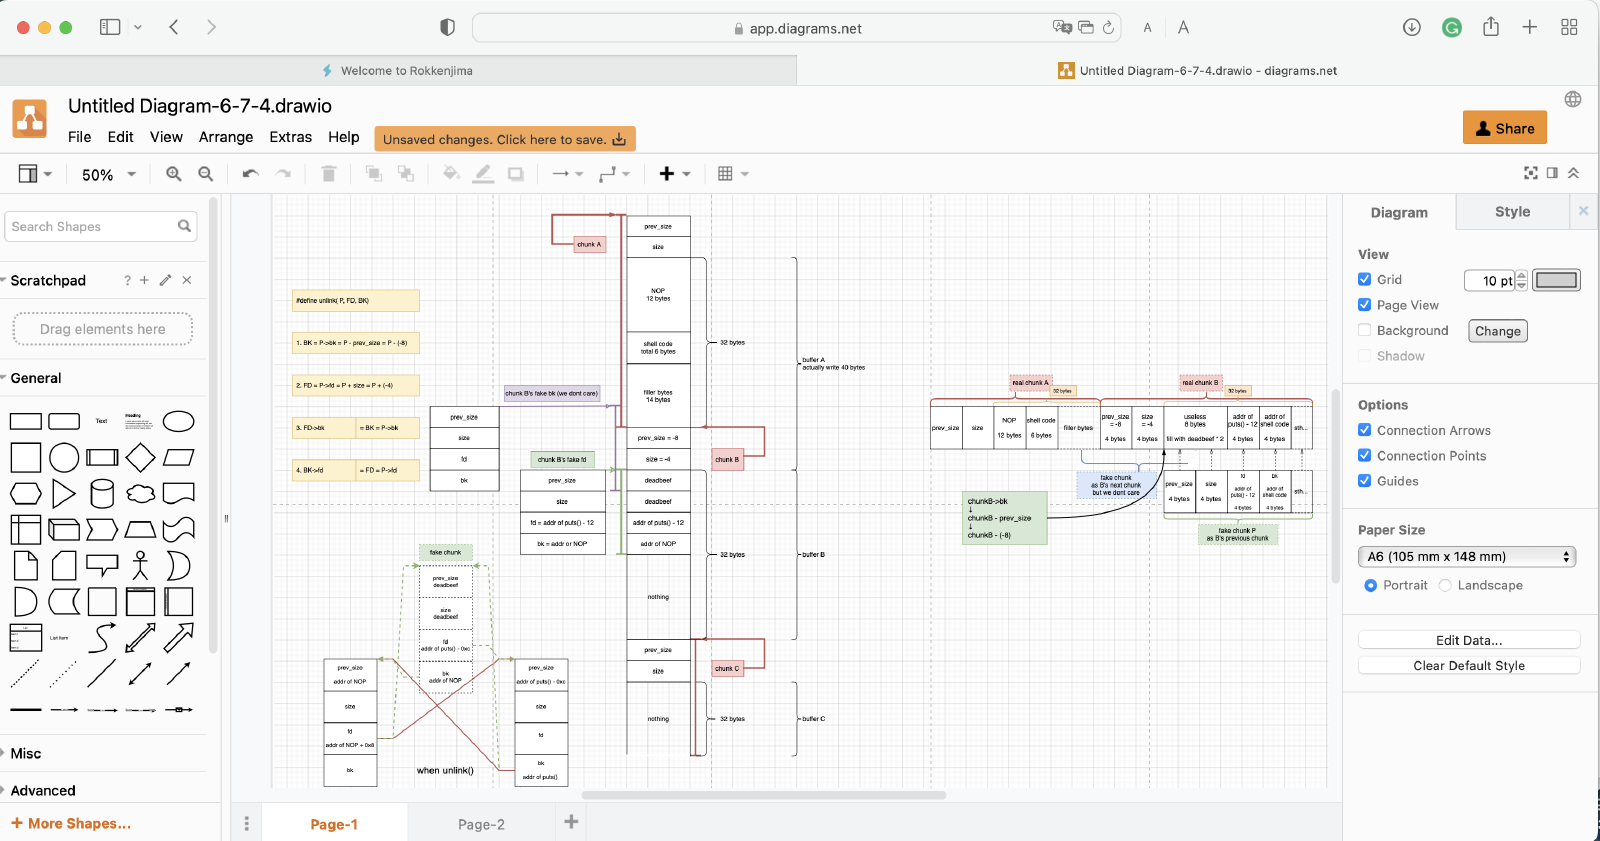 app.diagrams.net
A
A
Welcome to Rokkenjima
Untitled Diagram-6-7-4.drawio - diagrams.net
Untitled Diagram-6-7-4.drawio
File Edit View Arrange Extras Help
Unsaved changes. Click here to save.
Share
50%
Search Shapes
Scratchpad
?
Drag elements here
General
Text
Heading
List Item
Misc
Advanced
+ More Shapes...
#define unlink( P, FD, BK)
1. BK = P->bk = P - prev_size = P - (-8)
2. FD = P->fd = P + size = P + (-4)
3. FD->bk = BK = P->bk
4. BK->fd = FD = P->fd
chunk A
prev_size
size
NOP
12 bytes
shell code
total 6 bytes
filler bytes
14 bytes
32 bytes
buffer A
actually write 40 bytes
chunk B's fake bk (we dont care)
prev_size
size
fd
bk
prev_size = -8
size = -4
chunk B
deadbeef
deadbeef
addr of puts() - 12
addr of NOP
chunk B's fake fd
prev_size
size
fd = addr of puts() - 12
bk = addr or NOP
32 bytes
buffer B
nothing
prev_size
size
chunk C
nothing
32 bytes
buffer C
fake chunk
prev_size
deadbeef
size
deadbeef
fd
addr of puts() - 0xc
bk
addr of NOP
prev_size
addr of NOP
size
fd
addr of NOP + 0x8
bk
prev_size
addr of puts() - 0xc
size
fd
bk
addr of puts()
when unlink()
real chunk A
32 bytes
real chunk B
32 bytes
prev_size
size
NOP
12 bytes
shell code
6 bytes
filler bytes
prev_size
= -8
4 bytes
size
= -4
4 bytes
useless
8 bytes
fill with deadbeef * 2
addr of
puts() - 12
4 bytes
addr of
shell code
4 bytes
sth...
fake chunk
as B's next chunk
but we dont care
prev_size
4 bytes
size
4 bytes
fd
addr of
puts() - 12
4 bytes
bk
addr of
shell code
4 bytes
sth...
fake chunk P
as B's previous chunk
chunkB->bk
↓
chunkB - prev_size
↓
chunkB - (-8)
Page-1
Page-2
Diagram
Style
View
Grid
10 pt
Page View
Background
Change
Shadow
Options
Connection Arrows
Connection Points
Guides
Paper Size
A6 (105 mm x 148 mm)
Portrait
Landscape
Edit Data...
Clear Default Style